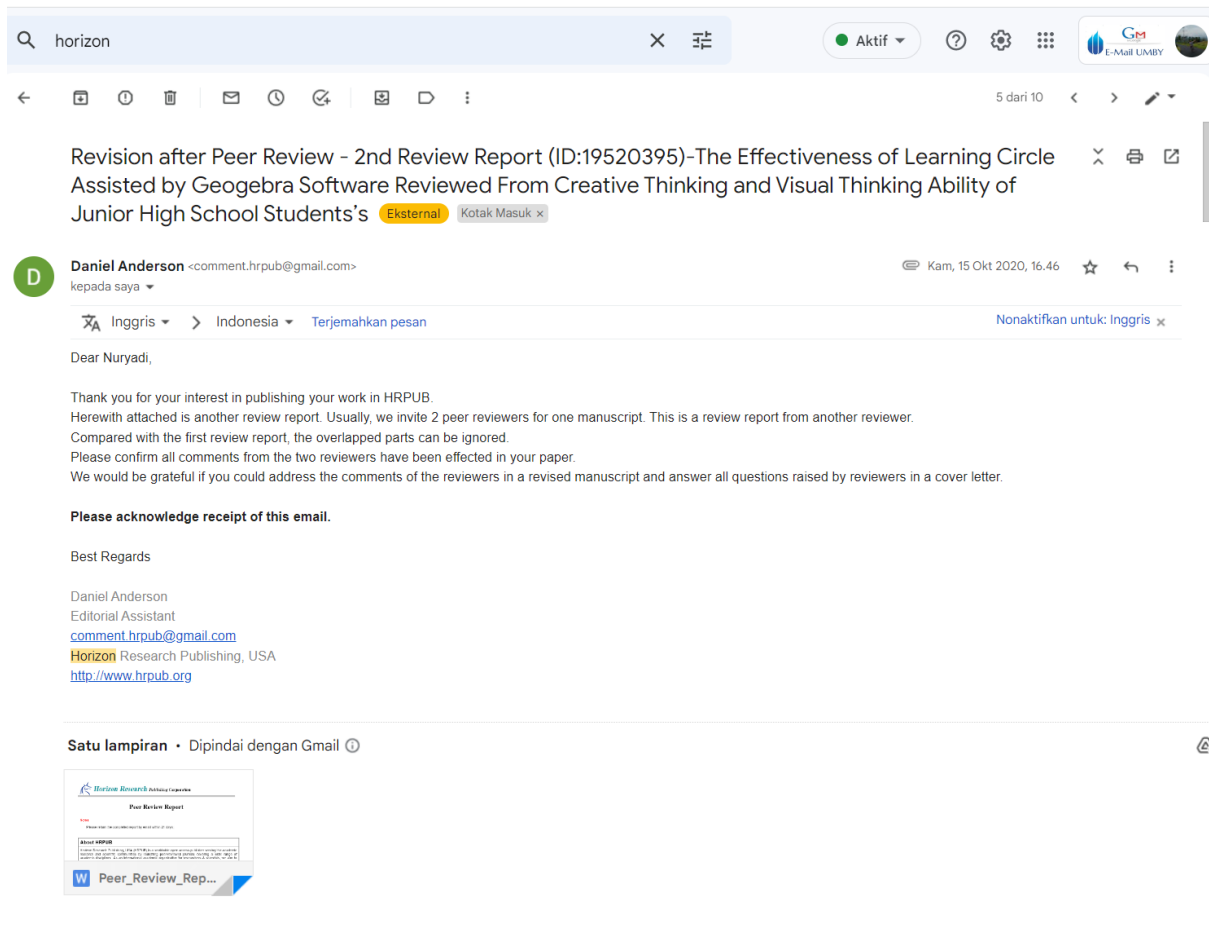 horizon
Aktif
GM
E-Mail UMBY
5 dari 10
Revision after Peer Review - 2nd Review Report (ID:19520395)-The Effectiveness of Learning Circle
Assisted by Geogebra Software Reviewed From Creative Thinking and Visual Thinking Ability of
Junior High School Students’s Eksternal Kotak Masuk ×
D
Daniel Anderson <comment.hrpub@gmail.com>
Kam, 15 Okt 2020, 16.46
kepada saya
Inggris > Indonesia Terjemahkan pesan
Nonaktifkan untuk: Inggris ×
Dear Nuryadi,
Thank you for your interest in publishing your work in HRPUB.
Herewith attached is another review report. Usually, we invite 2 peer reviewers for one manuscript. This is a review report from another reviewer.
Compared with the first review report, the overlapped parts can be ignored.
Please confirm all comments from the two reviewers have been effected in your paper.
We would be grateful if you could address the comments of the reviewers in a revised manuscript and answer all questions raised by reviewers in a cover letter.
Please acknowledge receipt of this email.
Best Regards
Daniel Anderson
Editorial Assistant
comment.hrpub@gmail.com
Horizon Research Publishing, USA
http://www.hrpub.org
Satu lampiran • Dipindai dengan Gmail
Horizon Research Publishing Corporation
Peer Review Report
About HRPUB
W Peer_Review_Rep...